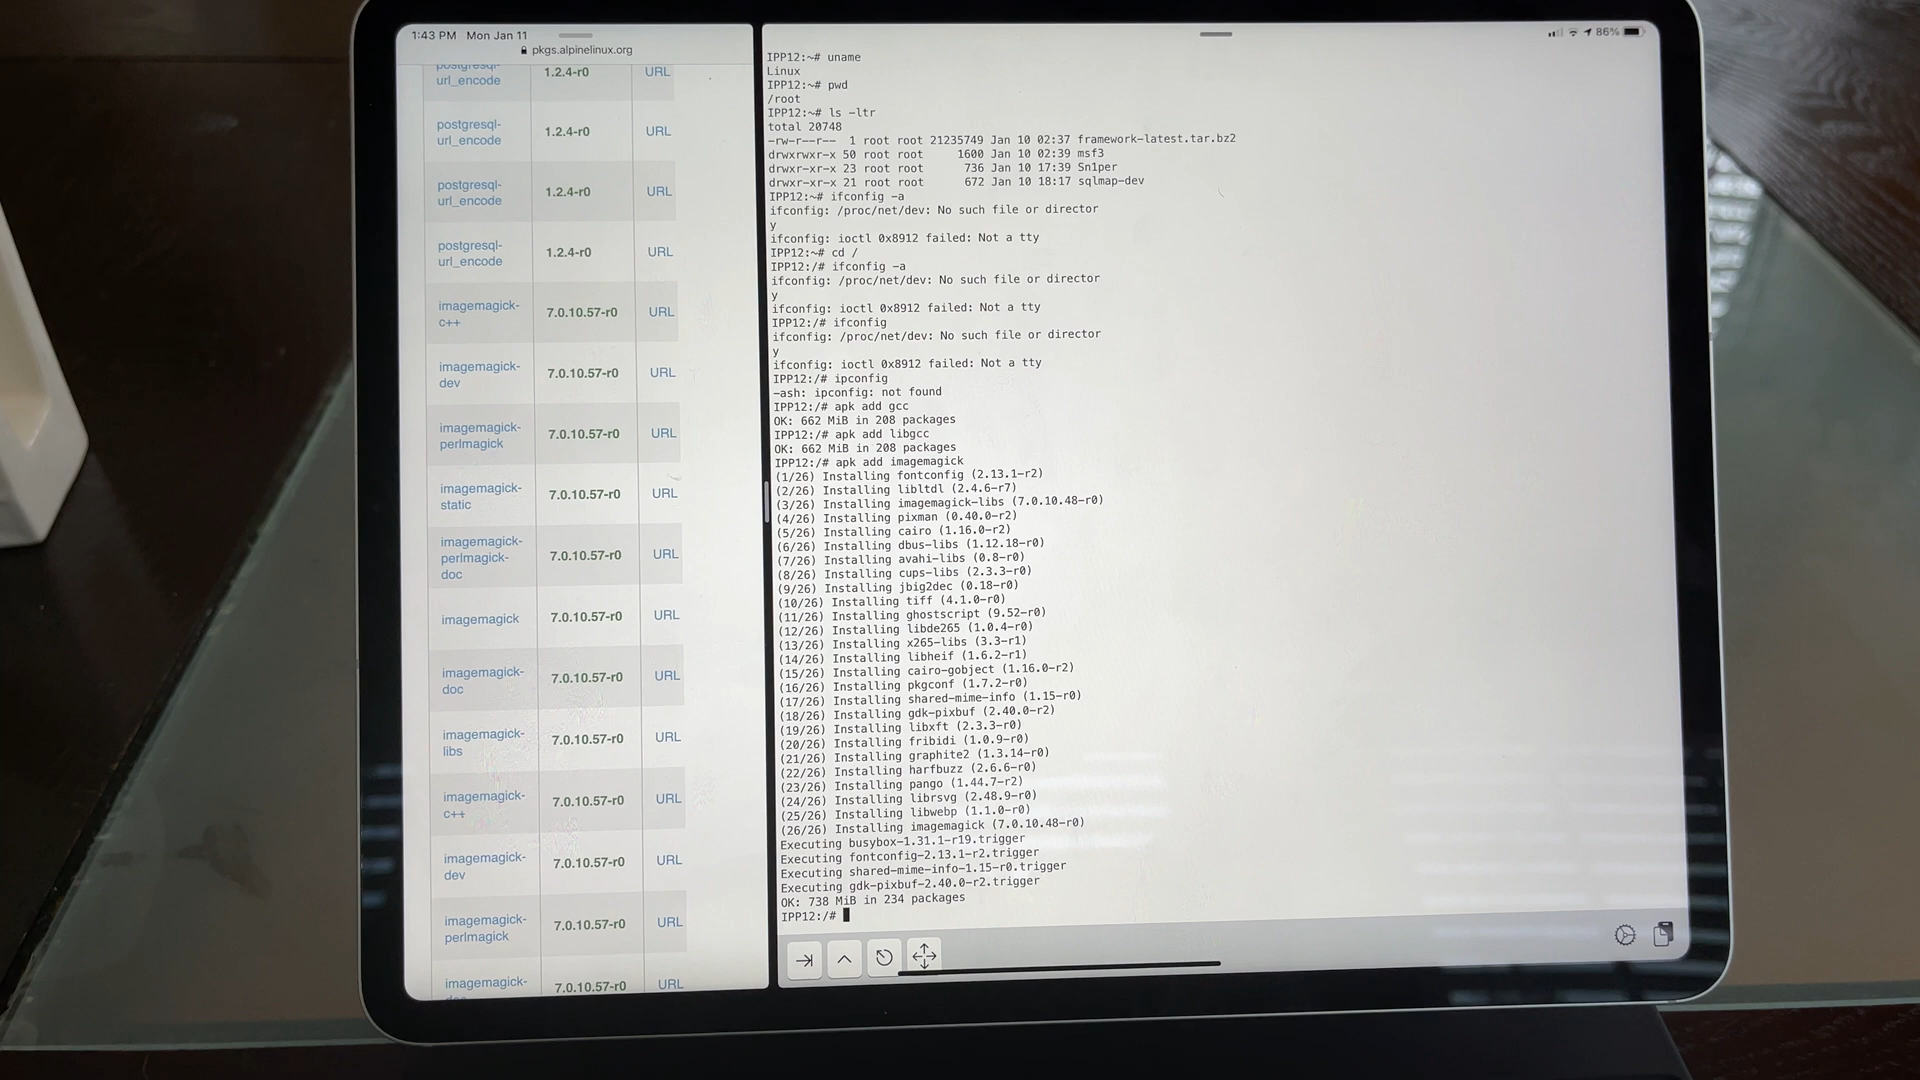 1:43 PM Mon Jan 11
pkgs.alpinelinux.org
postgresql-
url_encode
1.2.4-r0
URL
postgresql-
url_encode
1.2.4-r0
URL
postgresql-
url_encode
1.2.4-r0
URL
postgresql-
url_encode
1.2.4-r0
URL
imagemagick-
c++
7.0.10.57-r0
URL
imagemagick-
dev
7.0.10.57-r0
URL
imagemagick-
perlmagick
7.0.10.57-r0
URL
imagemagick-
static
7.0.10.57-r0
URL
imagemagick-
perlmagick-
doc
7.0.10.57-r0
URL
imagemagick
7.0.10.57-r0
URL
imagemagick-
doc
7.0.10.57-r0
URL
imagemagick-
libs
7.0.10.57-r0
URL
imagemagick-
c++
7.0.10.57-r0
URL
imagemagick-
dev
7.0.10.57-r0
URL
imagemagick-
perlmagick
7.0.10.57-r0
URL
imagemagick-
7.0.10.57-r0
URL
86%
IPP12:~# uname
Linux
IPP12:~# pwd
/root
IPP12:~# ls -ltr
total 20748
-rw-r--r-- 1 root root 21235749 Jan 10 02:37 framework-latest.tar.bz2
drwxrwxr-x 50 root root 1600 Jan 10 02:39 msf3
drwxr-xr-x 23 root root 736 Jan 10 17:39 Sn1per
drwxr-xr-x 21 root root 672 Jan 10 18:17 sqlmap-dev
IPP12:~# ifconfig -a
ifconfig: /proc/net/dev: No such file or director
y
ifconfig: ioctl 0x8912 failed: Not a tty
IPP12:~# cd /
IPP12:/# ifconfig -a
ifconfig: /proc/net/dev: No such file or director
y
ifconfig: ioctl 0x8912 failed: Not a tty
IPP12:/# ifconfig
ifconfig: /proc/net/dev: No such file or director
y
ifconfig: ioctl 0x8912 failed: Not a tty
IPP12:/# ipconfig
-ash: ipconfig: not found
IPP12:/# apk add gcc
OK: 662 MiB in 208 packages
IPP12:/# apk add libgcc
OK: 662 MiB in 208 packages
IPP12:/# apk add imagemagick
(1/26) Installing fontconfig (2.13.1-r2)
(2/26) Installing libltdl (2.4.6-r7)
(3/26) Installing imagemagick-libs (7.0.10.48-r0)
(4/26) Installing pixman (0.40.0-r2)
(5/26) Installing cairo (1.16.0-r2)
(6/26) Installing dbus-libs (1.12.18-r0)
(7/26) Installing avahi-libs (0.8-r0)
(8/26) Installing cups-libs (2.3.3-r0)
(9/26) Installing jbig2dec (0.18-r0)
(10/26) Installing tiff (4.1.0-r0)
(11/26) Installing ghostscript (9.52-r0)
(12/26) Installing libde265 (1.0.4-r0)
(13/26) Installing x265-libs (3.3-r1)
(14/26) Installing libheif (1.6.2-r1)
(15/26) Installing cairo-gobject (1.16.0-r2)
(16/26) Installing pkgconf (1.7.2-r0)
(17/26) Installing shared-mime-info (1.15-r0)
(18/26) Installing gdk-pixbuf (2.40.0-r2)
(19/26) Installing libxft (2.3.3-r0)
(20/26) Installing fribidi (1.0.9-r0)
(21/26) Installing graphite2 (1.3.14-r0)
(22/26) Installing harfbuzz (2.6.6-r0)
(23/26) Installing pango (1.44.7-r2)
(24/26) Installing librsvg (2.48.9-r0)
(25/26) Installing libwebp (1.1.0-r0)
(26/26) Installing imagemagick (7.0.10.48-r0)
Executing busybox-1.31.1-r19.trigger
Executing fontconfig-2.13.1-r2.trigger
Executing shared-mime-info-1.15-r0.trigger
Executing gdk-pixbuf-2.40.0-r2.trigger
OK: 738 MiB in 234 packages
IPP12:/#